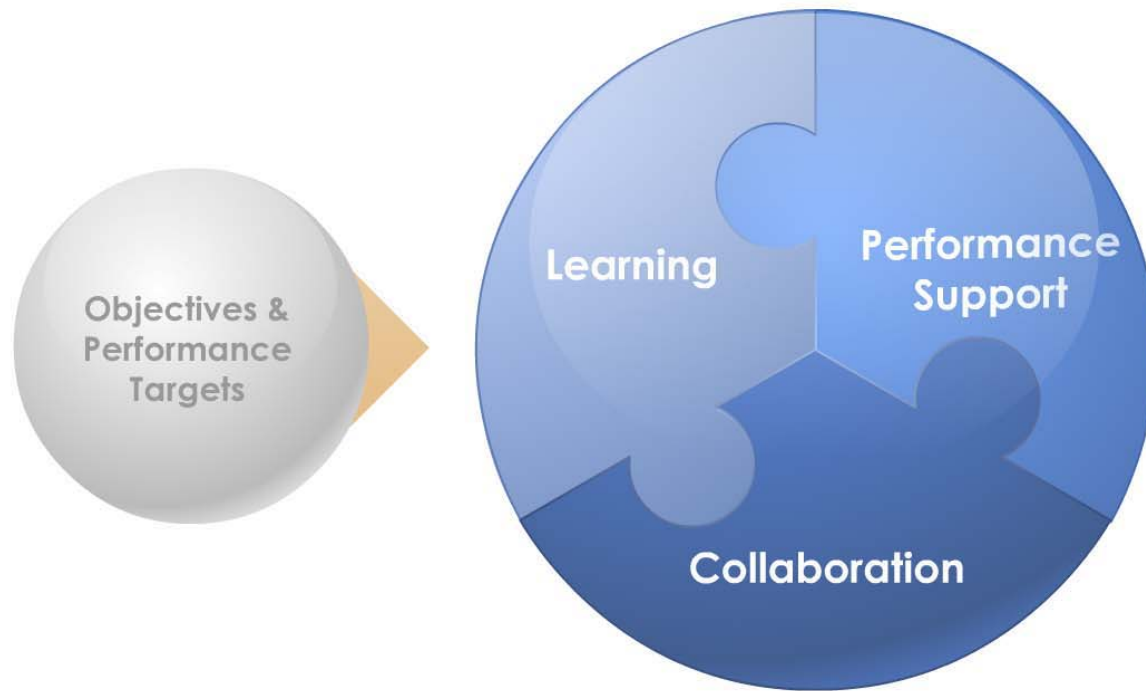 Objectives &
Performance
Targets
Learning
Performance
Support
Collaboration